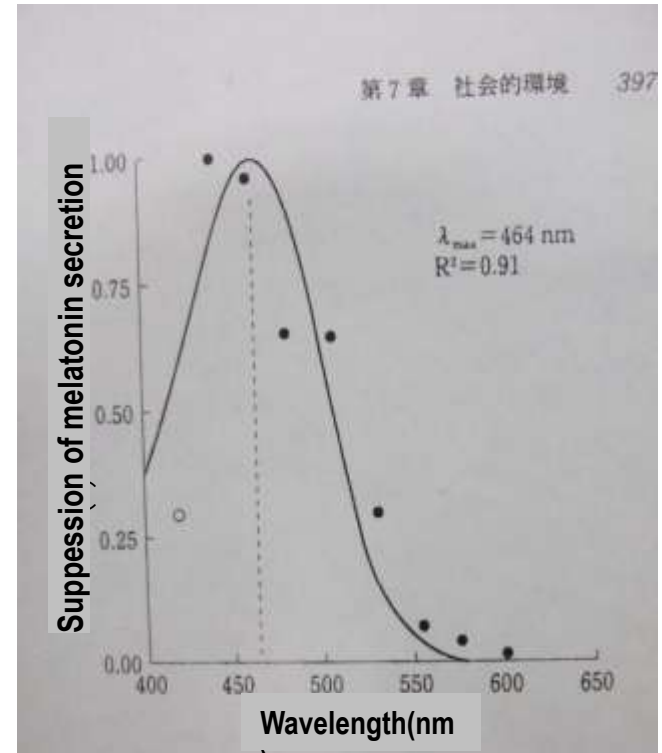 第7章 社会的環境 397
Suppession of melatonin secretion
1.00
0.75
0.50
0.25
0.00
λmax=464 nm
R²=0.91
400 450 500 550 600 650
Wavelength(nm
)